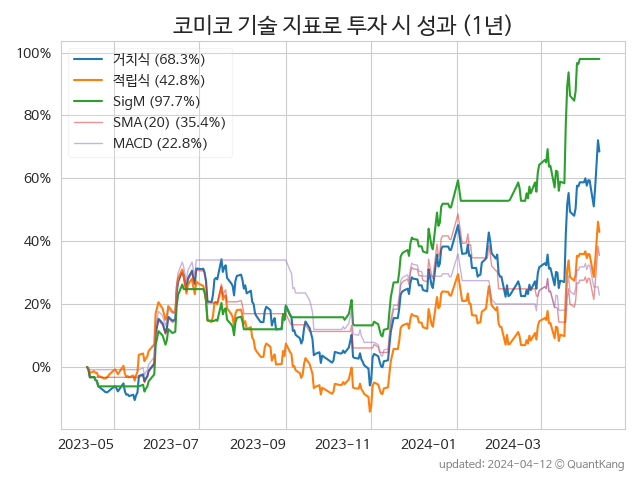 코미코 기술 지표로 투자 시 성과 (1년)
100%
80%
60%
40%
20%
0%
거치식 (68.3%)
적립식 (42.8%)
SigM (97.7%)
SMA(20) (35.4%)
MACD (22.8%)
2023-05
2023-07
2023-09
2023-11
2024-01
2024-03
updated: 2024-04-12 © QuantKang